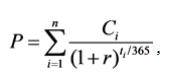 P = \sum_{i=1}^{n} \frac{C_i}{(1+r)^{t_i/365}} ,